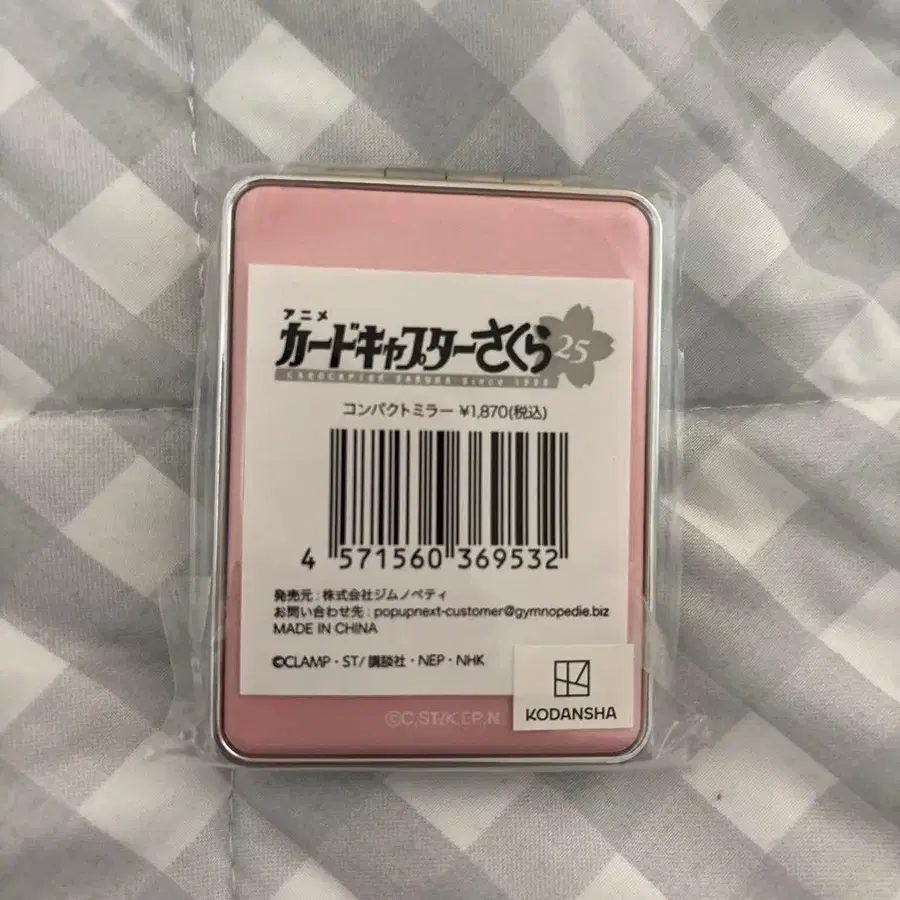 アニメ
カードキャプターさくら 25
CARDCAPTOR SAKURA Since 1998
コンパクトミラー ¥1,870(税込)
4 571560 369532
発売元 : 株式会社ジムノペティ
お問い合わせ先 : popupnext-customer@gymnopedie.biz
MADE IN CHINA
©CLAMP・ST/ 講談社・NEP・NHK
©C,ST/K.EP,N
KODANSHA